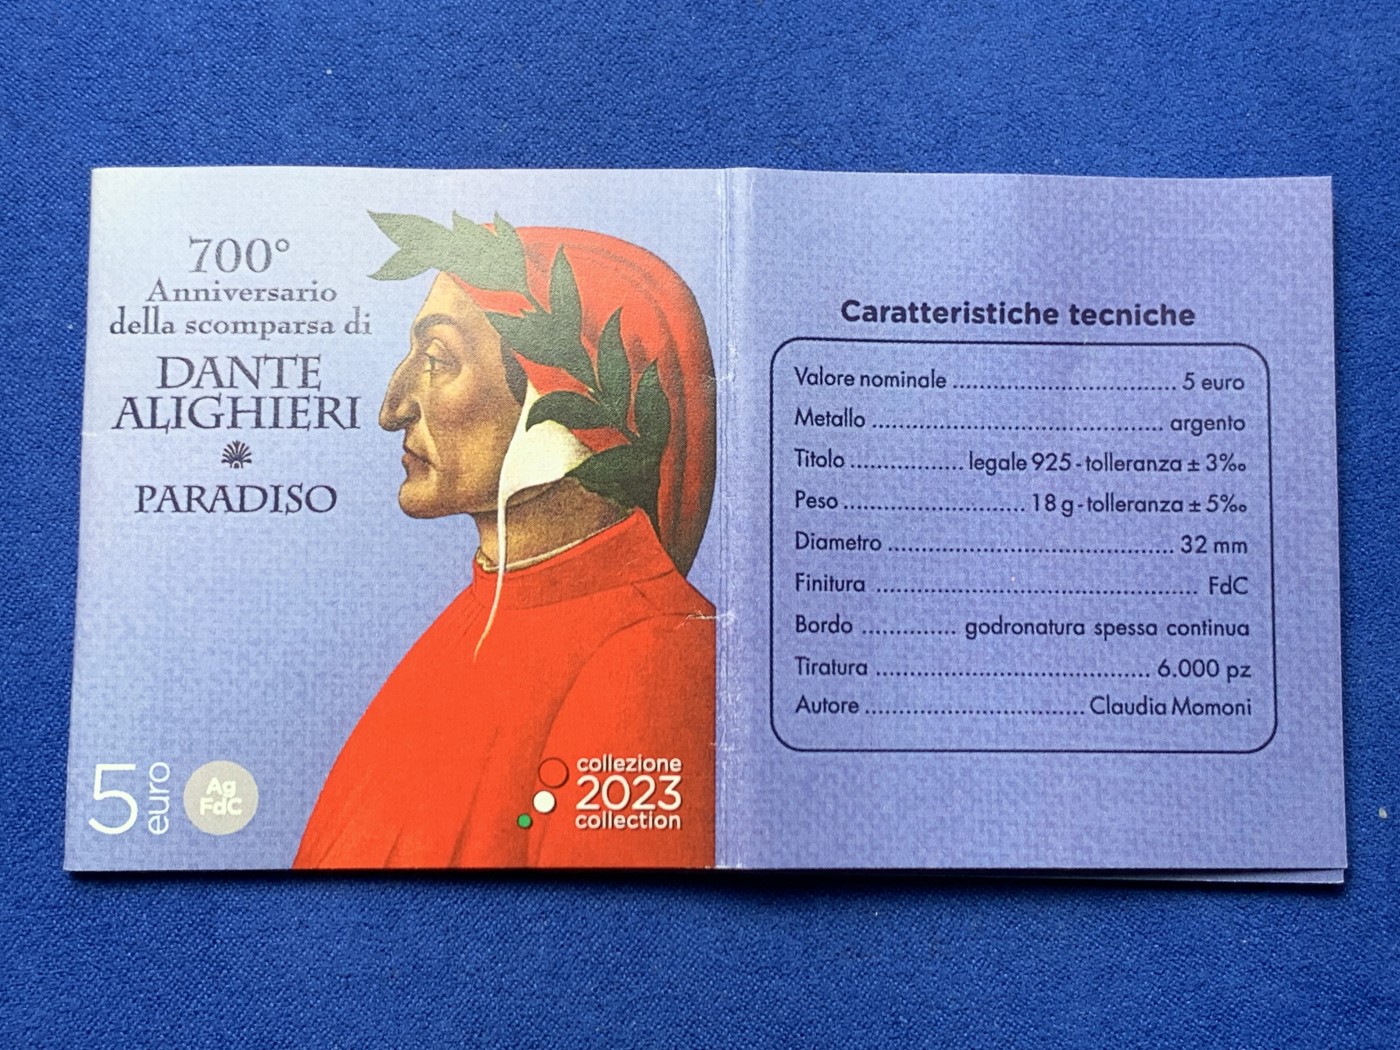 700°
Anniversario
della scomparsa di
DANTE
ALIGHIERI
PARADISO
5 euro
Ag
FdC
collezione
2023
collection
Caratteristiche tecniche
Valore nominale ................................. 5 euro
Metallo ........................................... argento
Titolo ................. legale 925 - tolleranza ± 3‰
Peso ........................... 18 g - tolleranza ± 5‰
Diametro .......................................... 32 mm
Finitura ............................................... FdC
Bordo .............. godronatura spessa continua
Tiratura ......................................... 6.000 pz
Autore ................................. Claudia Momoni